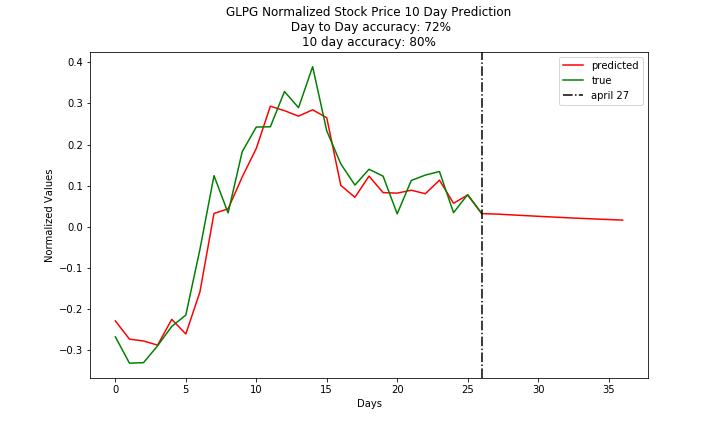 GLPG Normalized Stock Price 10 Day Prediction
Day to Day accuracy: 72%
10 day accuracy: 80%
predicted
true
april 27
Normalized Values
0.4
0.3
0.2
0.1
0.0
−0.1
−0.2
−0.3
0
5
10
15
20
25
30
35
Days